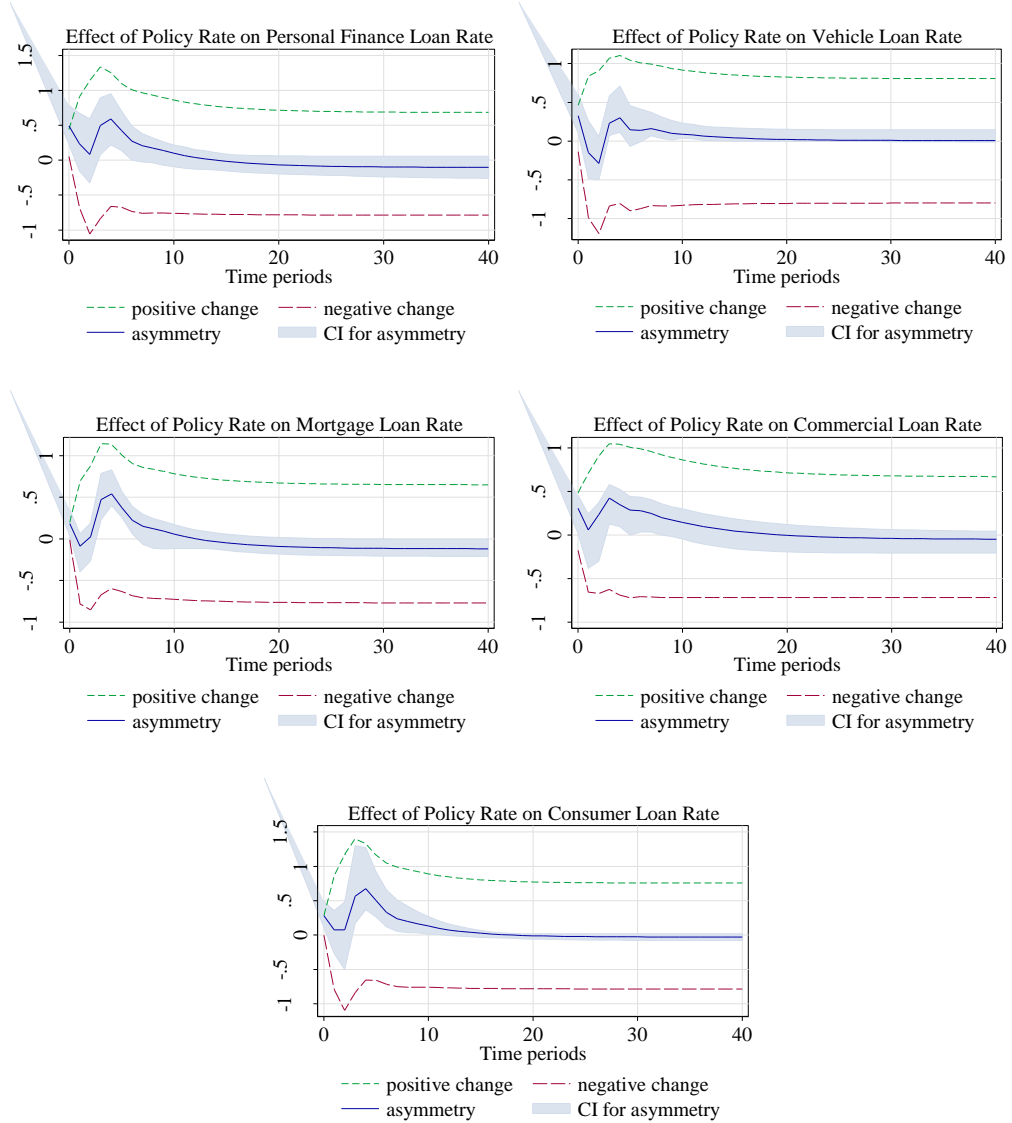 Effect of Policy Rate on Personal Finance Loan Rate
1.5
1
.5
0
-.5
-1
0 10 20 30 40
Time periods
positive change negative change
asymmetry CI for asymmetry
Effect of Policy Rate on Vehicle Loan Rate
1
.5
0
-.5
-1
0 10 20 30 40
Time periods
positive change negative change
asymmetry CI for asymmetry
Effect of Policy Rate on Mortgage Loan Rate
1
.5
0
-.5
-1
0 10 20 30 40
Time periods
positive change negative change
asymmetry CI for asymmetry
Effect of Policy Rate on Commercial Loan Rate
1
.5
0
-.5
-1
0 10 20 30 40
Time periods
positive change negative change
asymmetry CI for asymmetry
Effect of Policy Rate on Consumer Loan Rate
1.5
1
.5
0
-.5
-1
0 10 20 30 40
Time periods
positive change negative change
asymmetry CI for asymmetry